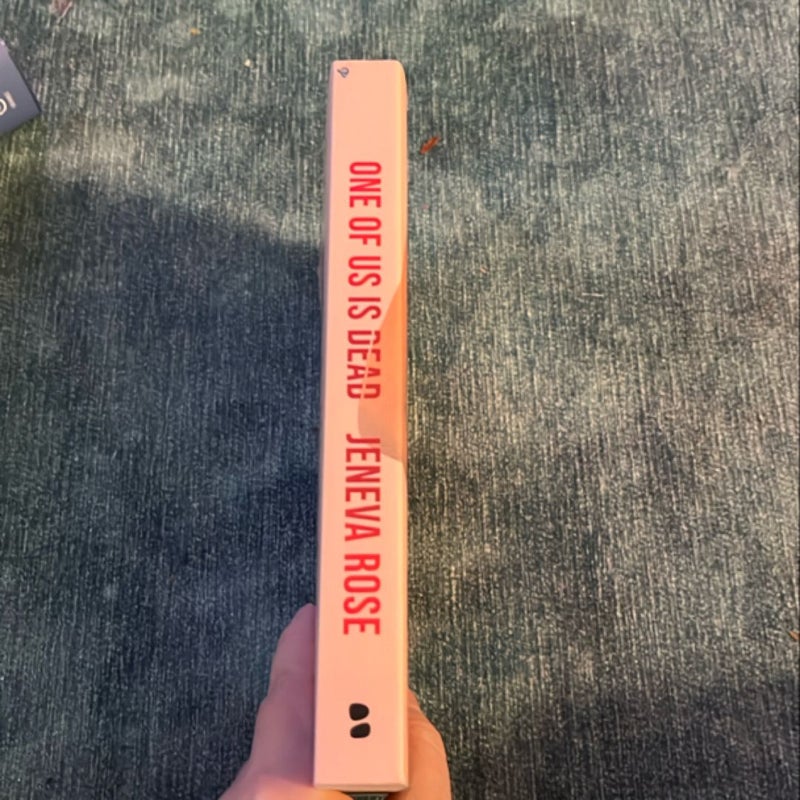 ONE OF US IS DEAD JENEVA ROSE